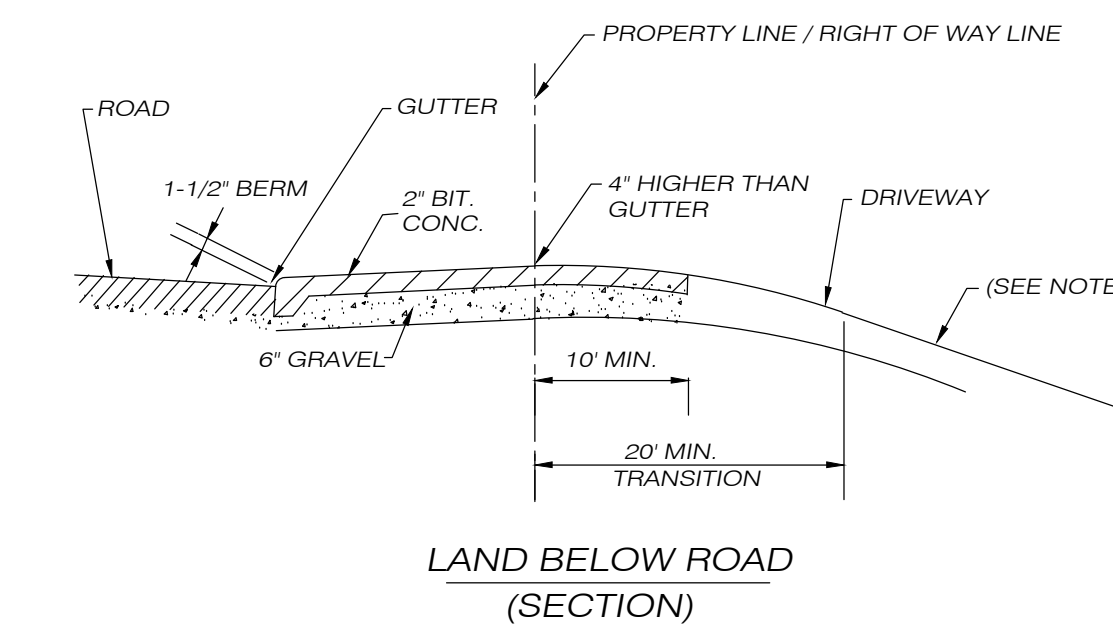 PROPERTY LINE / RIGHT OF WAY LINE
ROAD
GUTTER
1-1/2" BERM
2" BIT.
CONC.
4" HIGHER THAN
GUTTER
DRIVEWAY
(SEE NOTE
6" GRAVEL
10' MIN.
20' MIN.
TRANSITION
LAND BELOW ROAD
(SECTION)